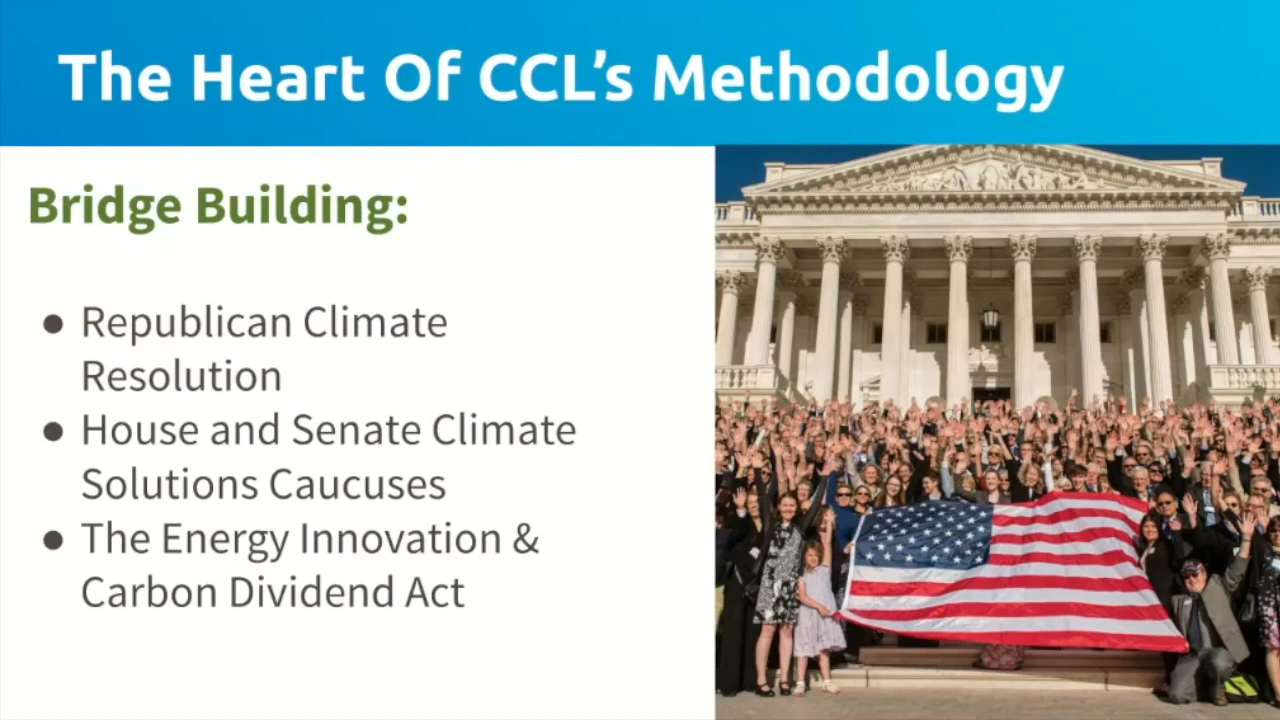 The Heart Of CCL’s Methodology
Bridge Building:
● Republican Climate
Resolution
● House and Senate Climate
Solutions Caucuses
● The Energy Innovation &
Carbon Dividend Act